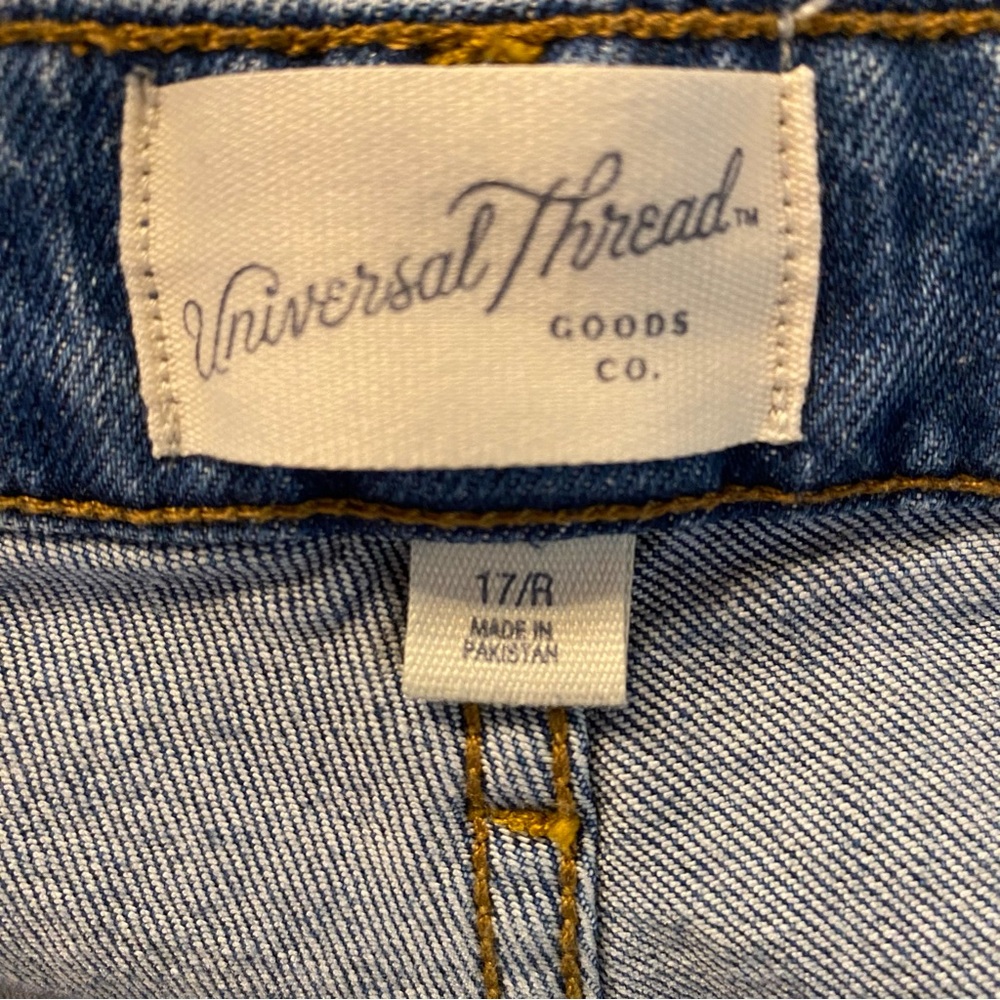 Universal Thread™
GOODS
CO.
17/R
MADE IN
PAKISTAN